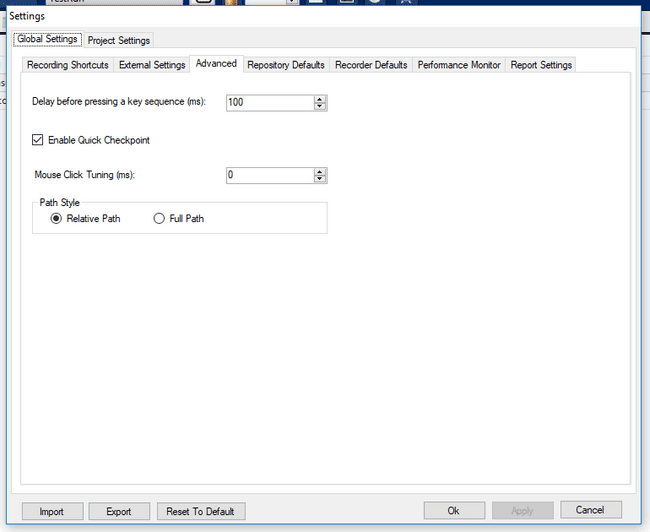 TestRun
Settings
Global Settings Project Settings
Recording Shortcuts External Settings Advanced Repository Defaults Recorder Defaults Performance Monitor Report Settings
Delay before pressing a key sequence (ms): 100
Enable Quick Checkpoint
Mouse Click Tuning (ms): 0
Path Style
Relative Path Full Path
Import Export Reset To Default Ok Apply Cancel